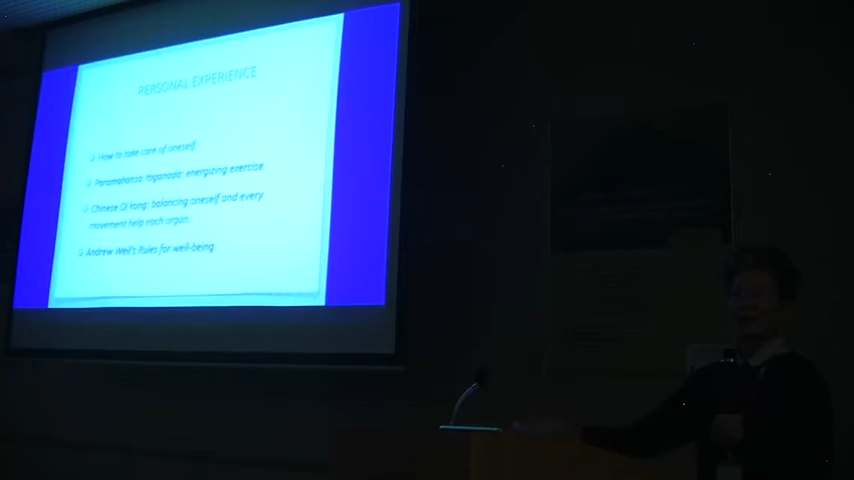 PERSONAL EXPERIENCE
How to take care of oneself
Paramahansa Yoganada: energizing exercise
Chinese Qi kong: balancing oneself and every
movement help each organ
Andrew Weil's Rules for well-being